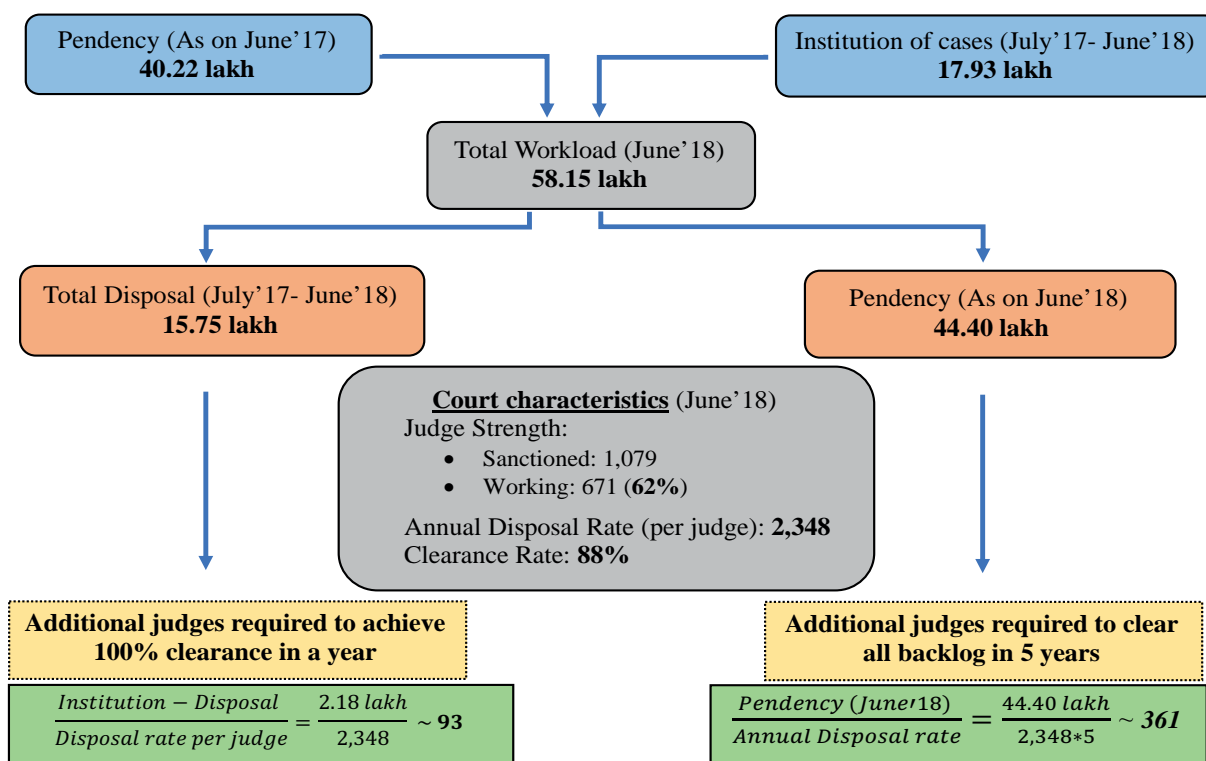 Pendency (As on June’17)
40.22 lakh
Institution of cases (July’17- June’18)
17.93 lakh
Total Workload (June’18)
58.15 lakh
Total Disposal (July’17- June’18)
15.75 lakh
Pendency (As on June’18)
44.40 lakh
Court characteristics (June’18)
Judge Strength:
• Sanctioned: 1,079
• Working: 671 (62%)
Annual Disposal Rate (per judge): 2,348
Clearance Rate: 88%
Additional judges required to achieve
100% clearance in a year
Institution − Disposal
Disposal rate per judge
= 2.18 lakh
2,348
~ 93
Additional judges required to clear
all backlog in 5 years
Pendency (June′18)
Annual Disposal rate
= 44.40 lakh
2,348*5
~ 361